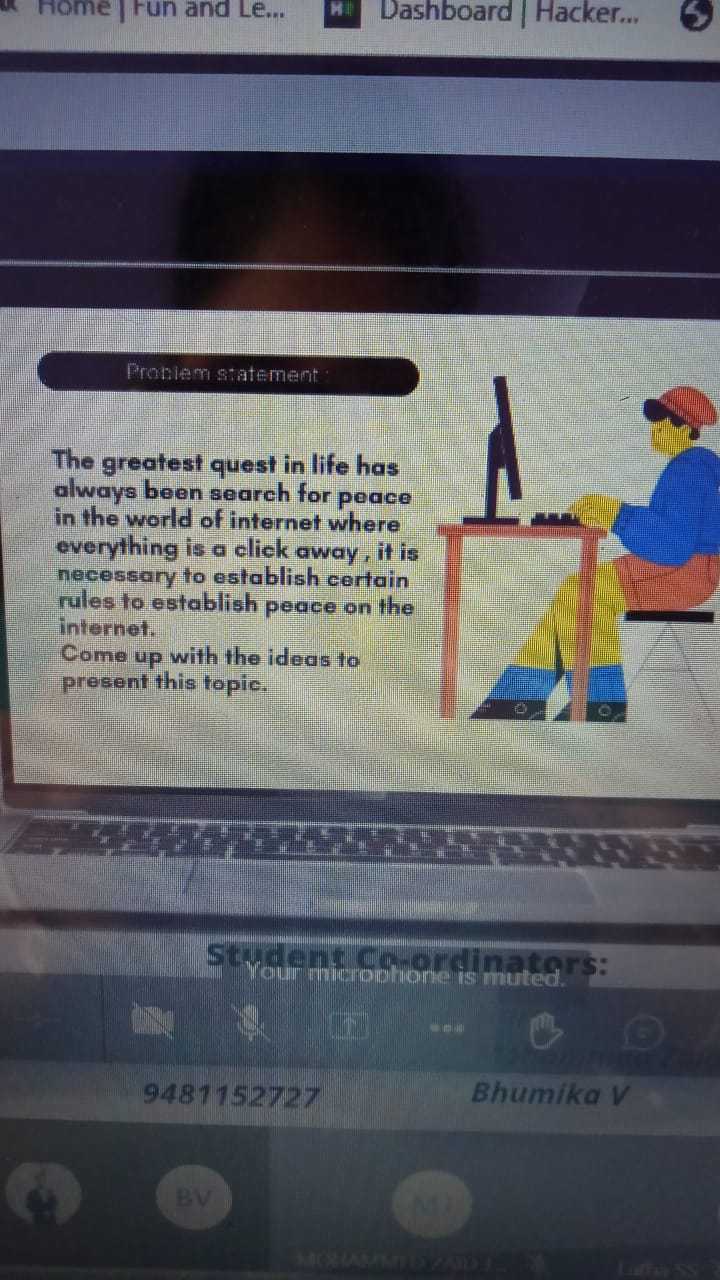 Home | Fun and Le...
Dashboard | Hacker...
Problem statement :
The greatest quest in life has
always been search for peace
in the world of internet where
everything is a click away , it is
necessary to establish certain
rules to establish peace on the
internet.
Come up with the ideas to
present this topic.
Student Co-ordinators:
Your microphone is muted.
9481152727
Bhumika V
BV
MOHAMMED ZAID